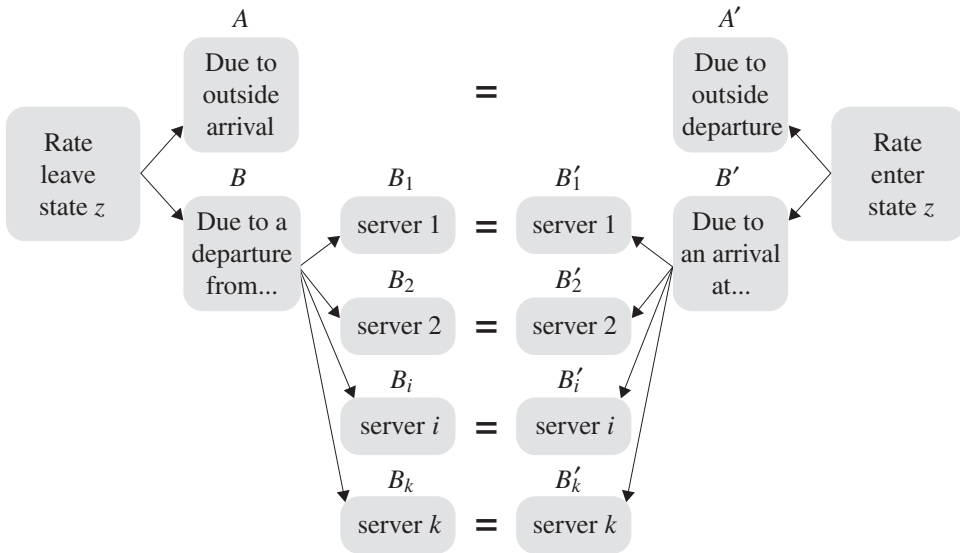 A
A′
Due to
outside
arrival
=
Due to
outside
departure
Rate
leave
state z
Rate
enter
state z
B
B₁
B′₁
B′
Due to a
departure
from...
server 1 = server 1
Due to
an arrival
at...
B₂
B′₂
server 2 = server 2
Bᵢ
B′ᵢ
server i = server i
Bₖ
B′ₖ
server k = server k